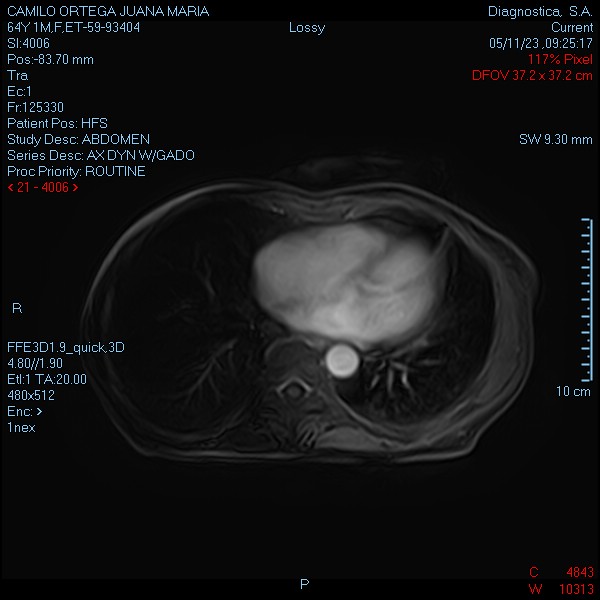 CAMILO ORTEGA JUANA MARIA
64Y 1M,F,ET-59-93404
SI:4006
Pos:-83.70 mm
Tra
Ec:1
Fr:125330
Patient Pos: HFS
Study Desc: ABDOMEN
Series Desc: AX DYN W/GADO
Proc Priority: ROUTINE
< 21 - 4006 >
Lossy
Diagnostica, S.A.
Current
05/11/23 ,09:25:17
117% Pixel
DFOV 37.2 x 37.2 cm
SW 9.30 mm
R
FFE3D1.9_quick,3D
4.80//1.90
Etl:1 TA:20.00
480x512
Enc: >
1nex
10 cm
P
C 4843
W 10313